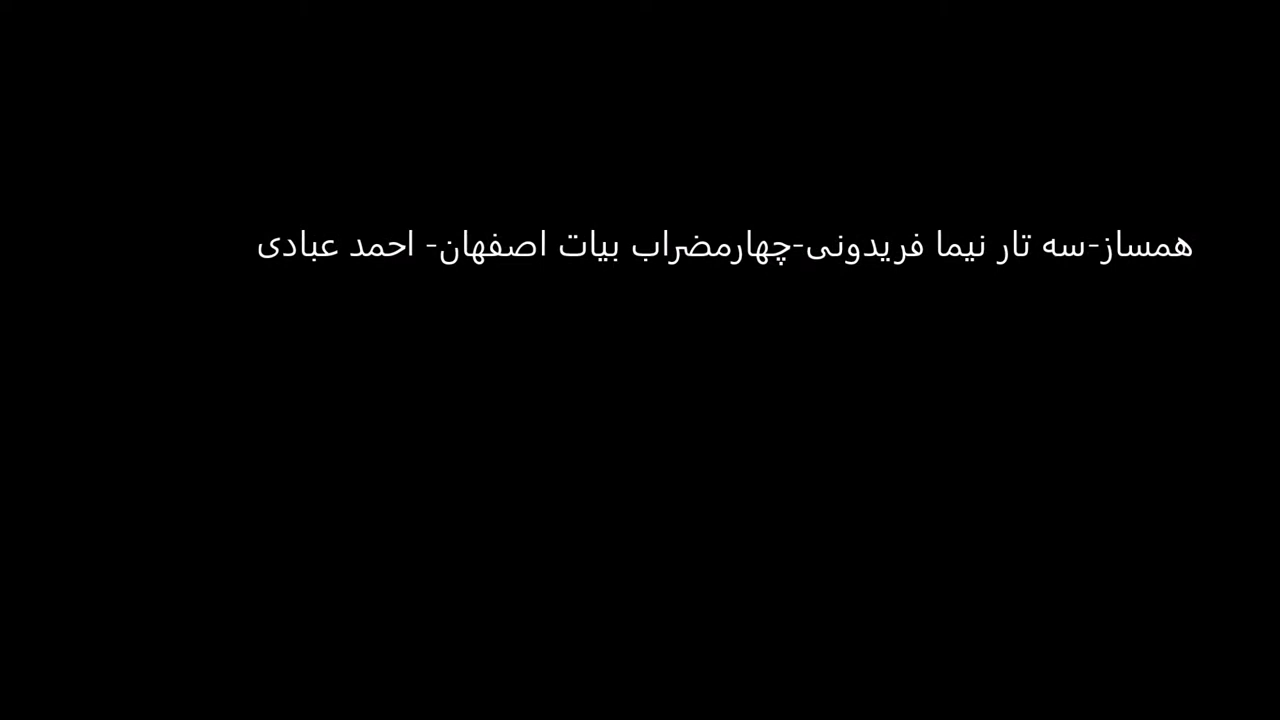 همساز-سه تار نیما فریدونی-چهارمضراب بیات اصفهان- احمد عبادی